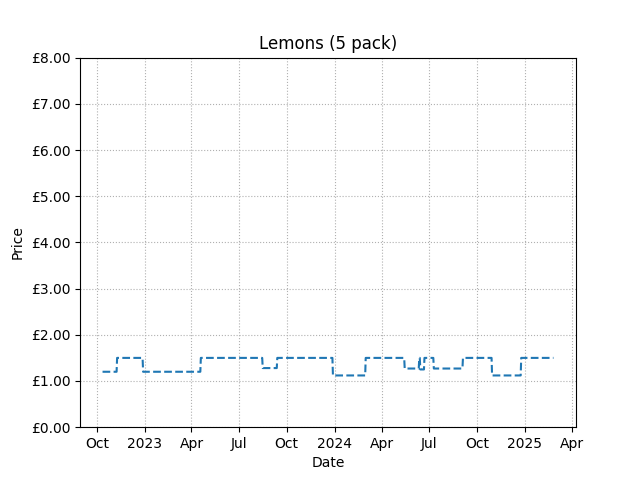 Lemons (5 pack)
£8.00
£7.00
£6.00
£5.00
£4.00
£3.00
£2.00
£1.00
£0.00
Price
Oct 2023 Apr Jul Oct 2024 Apr Jul Oct 2025 Apr
Date